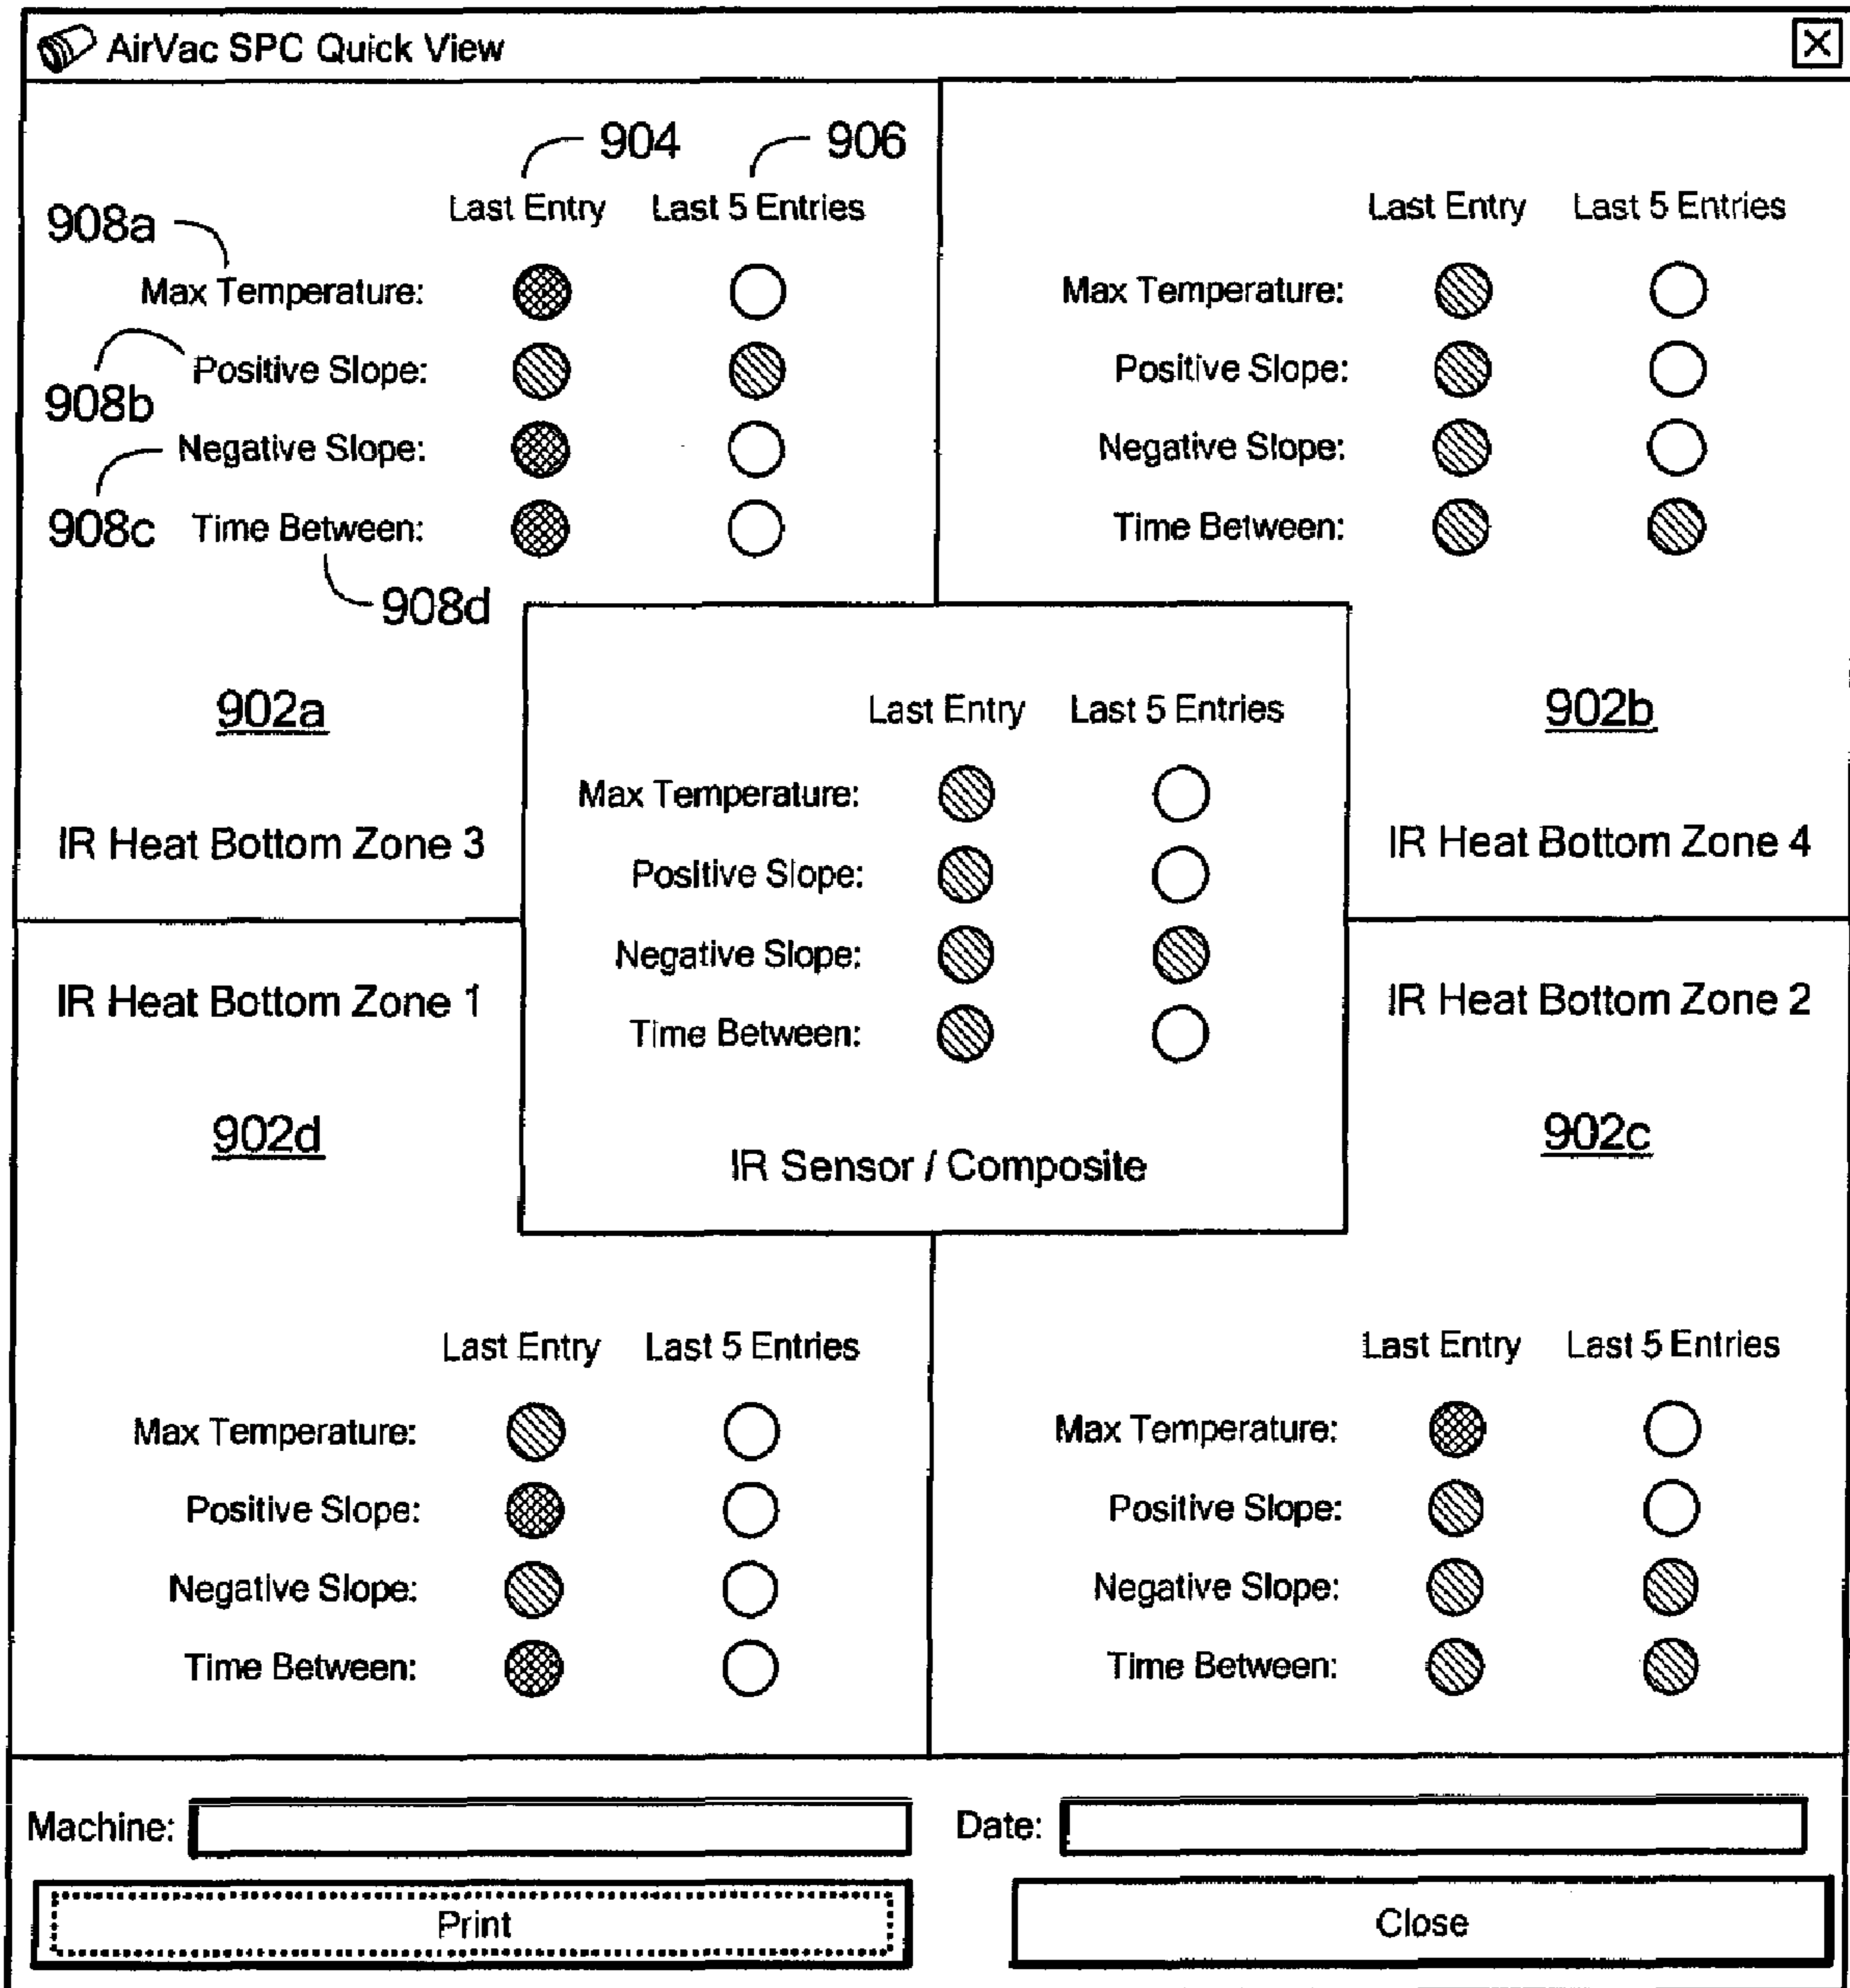 AirVac SPC Quick View
904
906
Last Entry Last 5 Entries
908a
Max Temperature:
Positive Slope:
908b
Negative Slope:
908c
Time Between:
908d
902a
IR Heat Bottom Zone 3
Last Entry Last 5 Entries
Max Temperature:
Positive Slope:
Negative Slope:
Time Between:
902b
IR Heat Bottom Zone 4
Last Entry Last 5 Entries
Max Temperature:
Positive Slope:
Negative Slope:
Time Between:
IR Sensor / Composite
IR Heat Bottom Zone 1
902d
Last Entry Last 5 Entries
Max Temperature:
Positive Slope:
Negative Slope:
Time Between:
IR Heat Bottom Zone 2
902c
Last Entry Last 5 Entries
Max Temperature:
Positive Slope:
Negative Slope:
Time Between:
Machine:
Date:
Print
Close